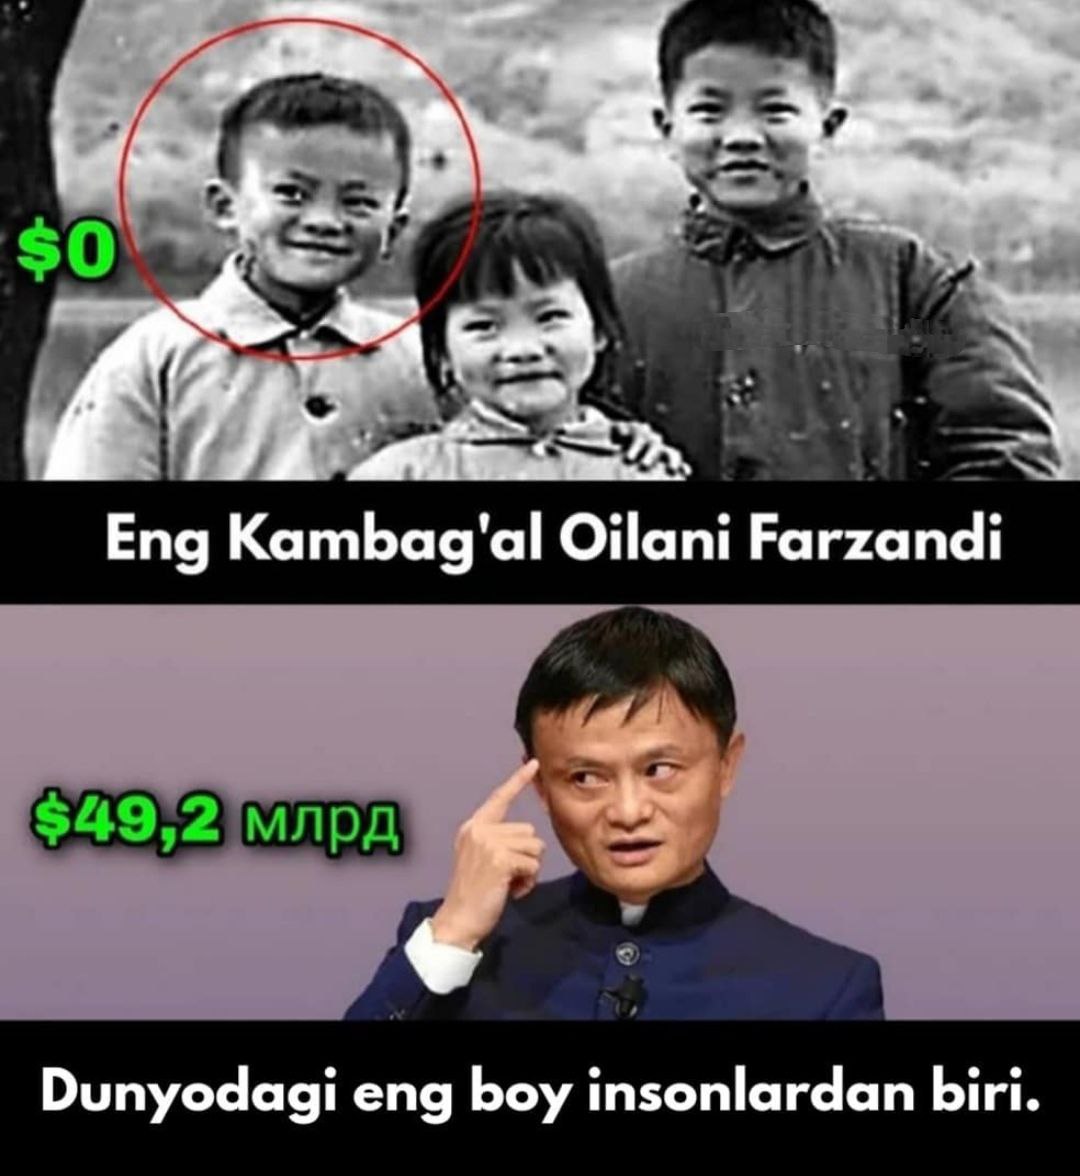 $0
Eng Kambag'al Oilani Farzandi
$49,2 млрд
Dunyodagi eng boy insonlardan biri.